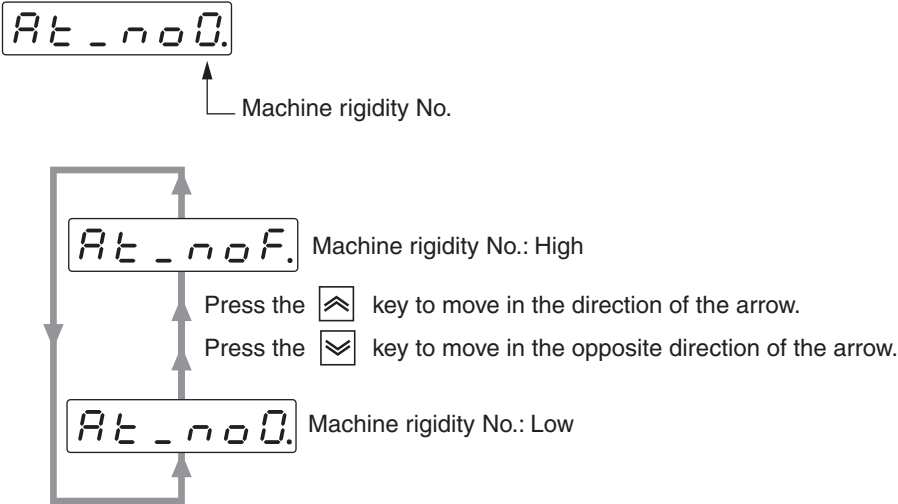 At_no0.
Machine rigidity No.
At_noF. Machine rigidity No.: High
Press the key to move in the direction of the arrow.
Press the key to move in the opposite direction of the arrow.
At_no0. Machine rigidity No.: Low